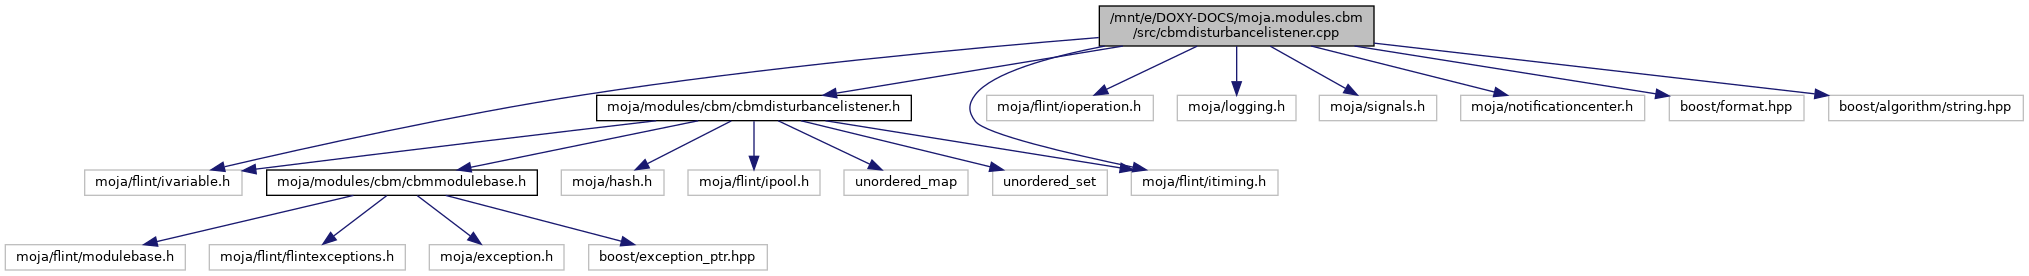 /mnt/e/DOXY-DOCS/moja.modules.cbm
/src/cbmdisturbancelistener.cpp
moja/modules/cbm/cbmdisturbancelistener.h
moja/flint/ioperation.h
moja/logging.h
moja/signals.h
moja/notificationcenter.h
boost/format.hpp
boost/algorithm/string.hpp
moja/flint/ivariable.h
moja/modules/cbm/cbmmodulebase.h
moja/hash.h
moja/flint/ipool.h
unordered_map
unordered_set
moja/flint/itiming.h
moja/flint/modulebase.h
moja/flint/flintexceptions.h
moja/exception.h
boost/exception_ptr.hpp